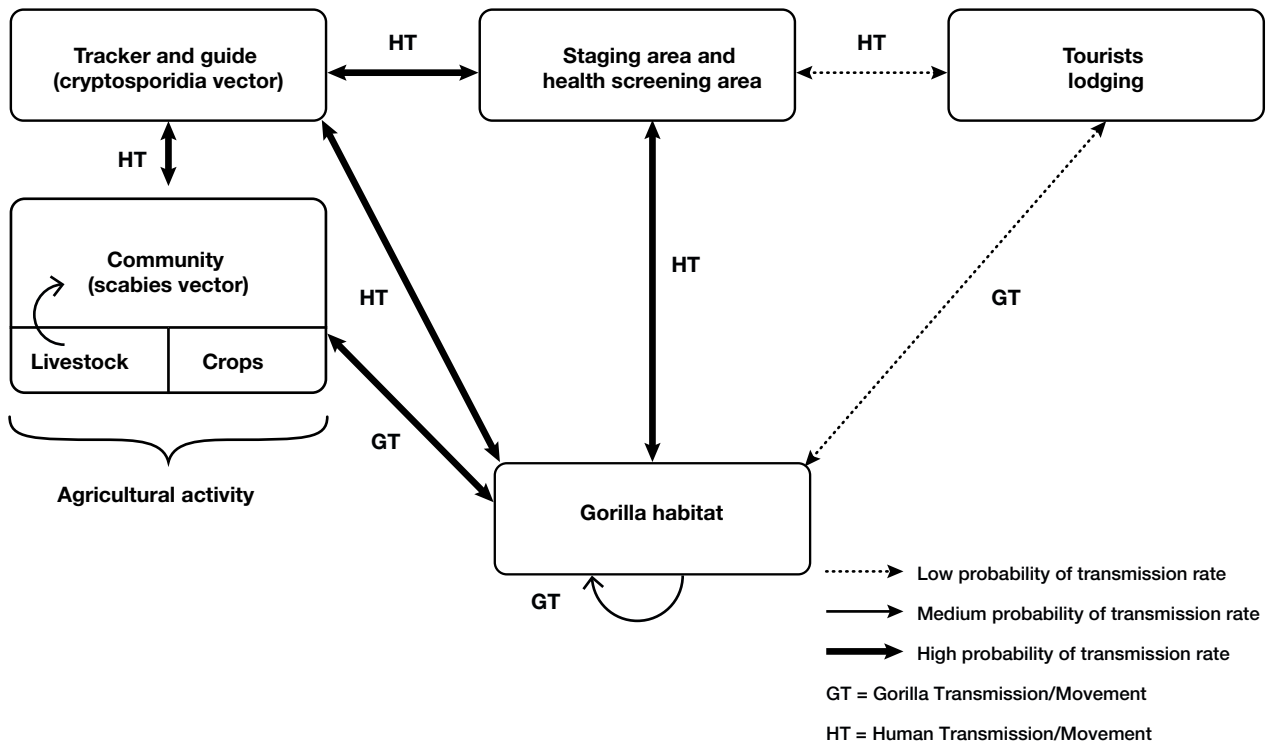 Tracker and guide
(cryptosporidia vector)
HT
Staging area and
health screening area
HT
Tourists
lodging
HT
Community
(scabies vector)
Livestock
Crops
HT
HT
GT
GT
Agricultural activity
Gorilla habitat
GT
Low probability of transmission rate
Medium probability of transmission rate
High probability of transmission rate
GT = Gorilla Transmission/Movement
HT = Human Transmission/Movement